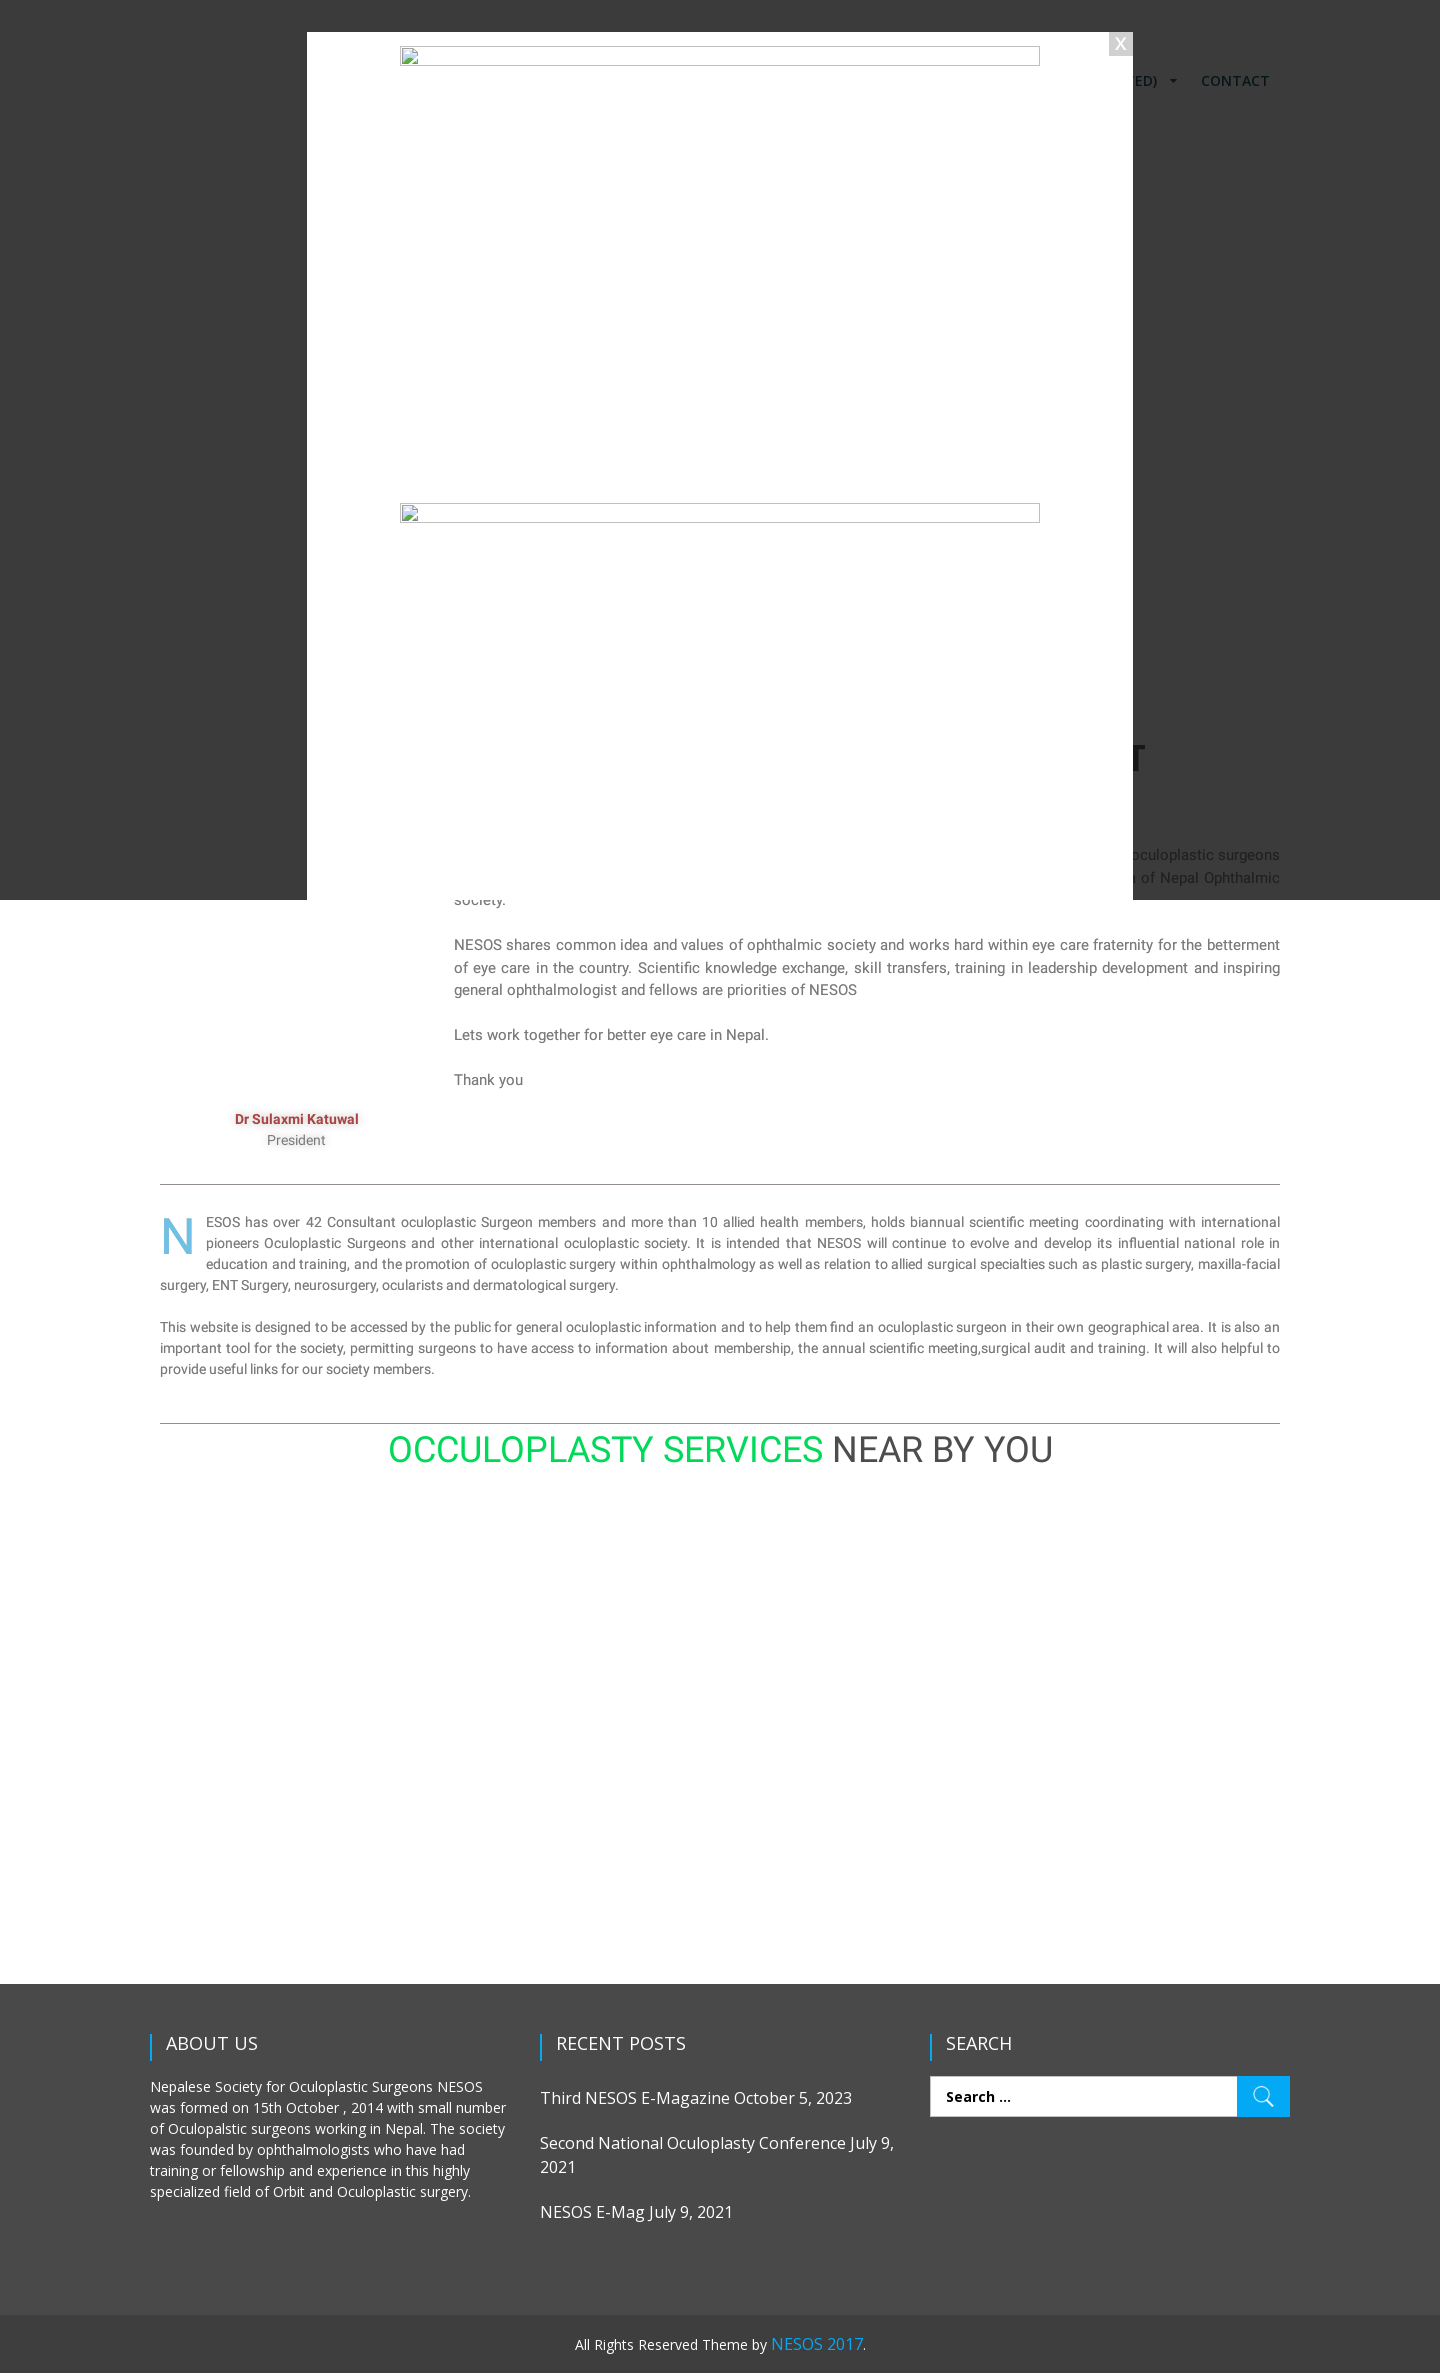 X
CONTACT
oculoplastic surgeons
of Nepal Ophthalmic
society.
NESOS shares common idea and values of ophthalmic society and works hard within eye care fraternity for the betterment
of eye care in the country. Scientific knowledge exchange, skill transfers, training in leadership development and inspiring
general ophthalmologist and fellows are priorities of NESOS
Lets work together for better eye care in Nepal.
Thank you
Dr Sulaxmi Katuwal
President
NESOS has over 42 Consultant oculoplastic Surgeon members and more than 10 allied health members, holds biannual scientific meeting coordinating with international
pioneers Oculoplastic Surgeons and other international oculoplastic society. It is intended that NESOS will continue to evolve and develop its influential national role in
education and training, and the promotion of oculoplastic surgery within ophthalmology as well as relation to allied surgical specialties such as plastic surgery, maxilla-facial
surgery, ENT Surgery, neurosurgery, ocularists and dermatological surgery.
This website is designed to be accessed by the public for general oculoplastic information and to help them find an oculoplastic surgeon in their own geographical area. It is also an
important tool for the society, permitting surgeons to have access to information about membership, the annual scientific meeting,surgical audit and training. It will also helpful to
provide useful links for our society members.
OCCULOPLASTY SERVICES NEAR BY YOU
ABOUT US
Nepalese Society for Oculoplastic Surgeons NESOS
was formed on 15th October , 2014 with small number
of Oculopalstic surgeons working in Nepal. The society
was founded by ophthalmologists who have had
training or fellowship and experience in this highly
specialized field of Orbit and Oculoplastic surgery.
RECENT POSTS
Third NESOS E-Magazine October 5, 2023
Second National Oculoplasty Conference July 9,
2021
NESOS E-Mag July 9, 2021
SEARCH
Search ...
All Rights Reserved Theme by NESOS 2017.